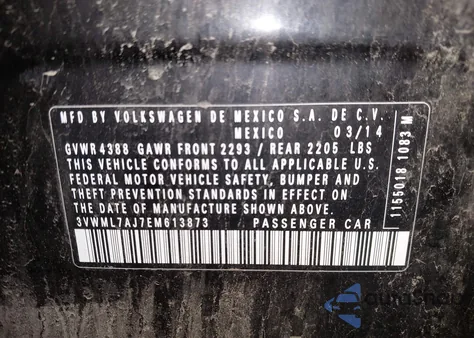 MFD BY VOLKSWAGEN DE MEXICO S.A. DE C.V.
MEXICO 03/14
GVWR 4388 GAWR FRONT 2293 / REAR 2205 LBS
THIS VEHICLE CONFORMS TO ALL APPLICABLE U.S.
FEDERAL MOTOR VEHICLE SAFETY, BUMPER AND
THEFT PREVENTION STANDARDS IN EFFECT ON
THE DATE OF MANUFACTURE SHOWN ABOVE.
3VWML7AJ7EM613873 PASSENGER CAR
1155018 1083 M
autosnap